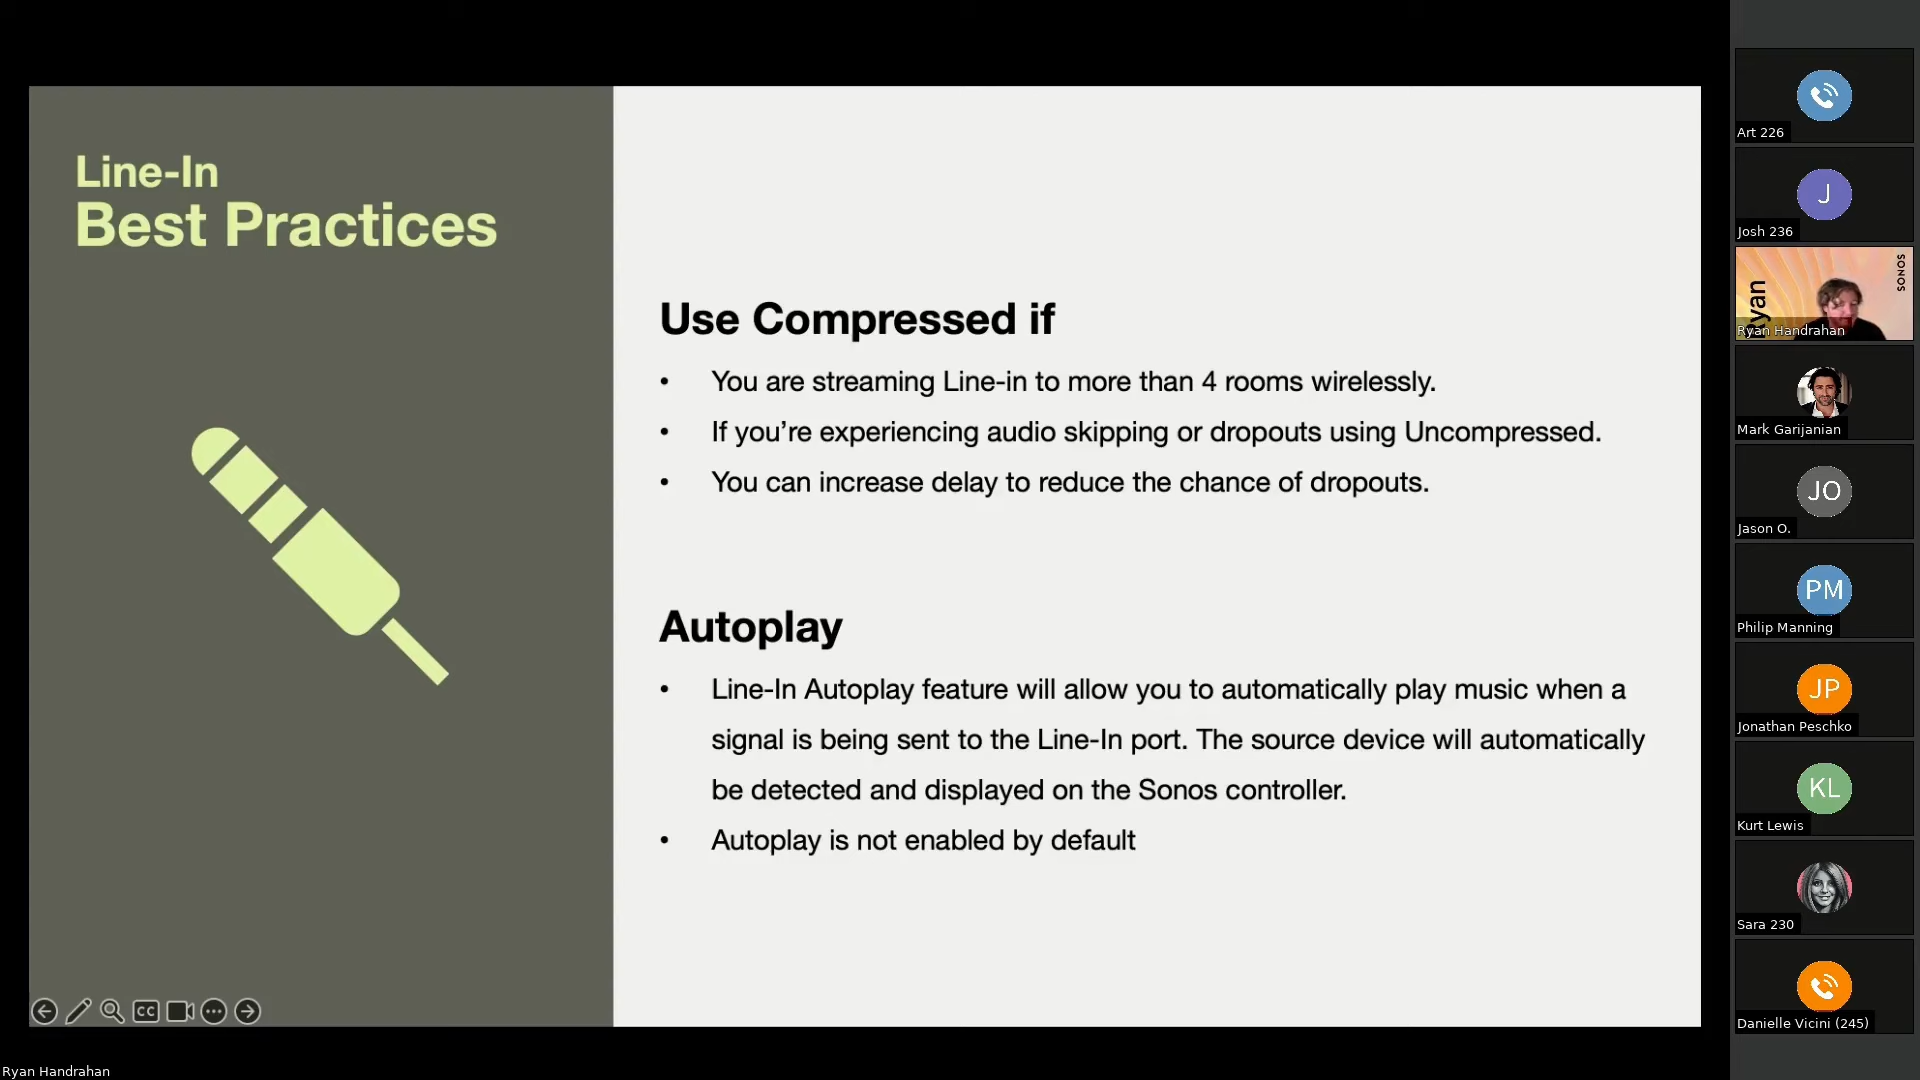 Line-In
Best Practices
Use Compressed if
• You are streaming Line-in to more than 4 rooms wirelessly.
• If you’re experiencing audio skipping or dropouts using Uncompressed.
• You can increase delay to reduce the chance of dropouts.
Autoplay
• Line-In Autoplay feature will allow you to automatically play music when a
signal is being sent to the Line-In port. The source device will automatically
be detected and displayed on the Sonos controller.
• Autoplay is not enabled by default
CC
Ryan Handrahan
Art 226
J
Josh 236
SONOS
Ryan
Ryan Handrahan
Mark Garijanian
JO
Jason O.
PM
Philip Manning
JP
Jonathan Peschko
KL
Kurt Lewis
Sara 230
Danielle Vicini (245)